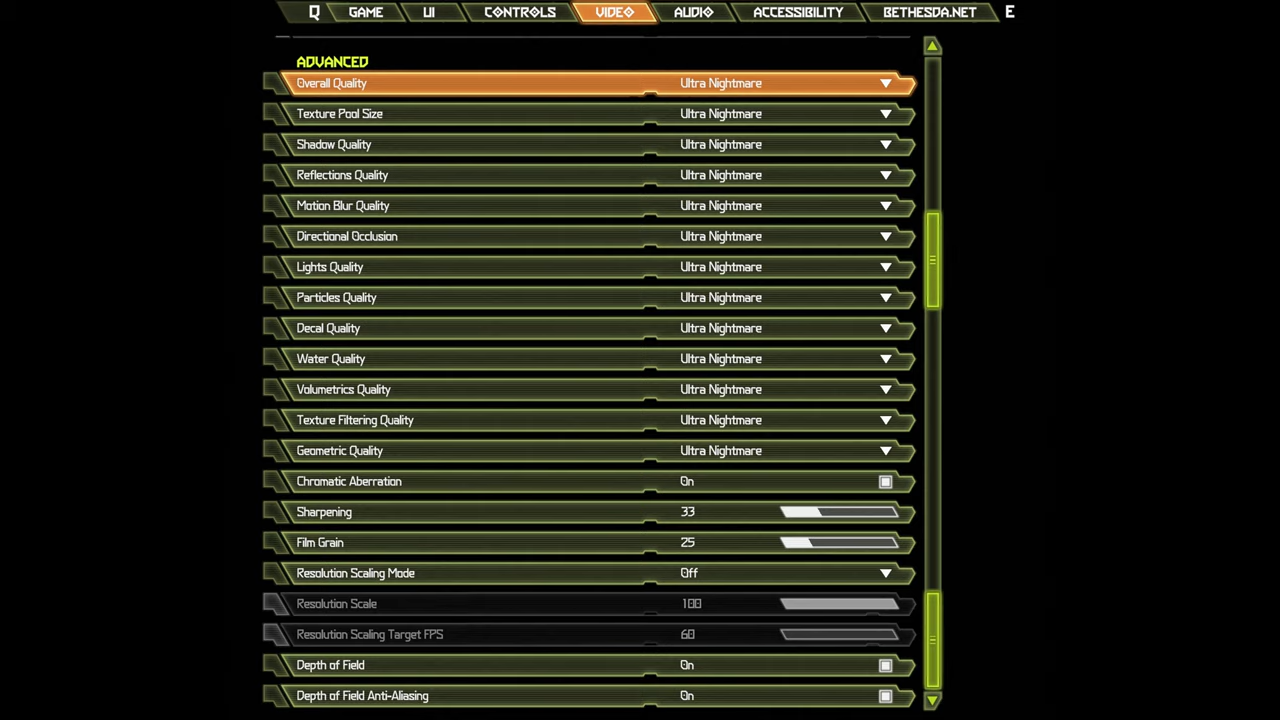 Q GAME UI CONTROLS VIDEO AUDIO ACCESSIBILITY BETHESDA.NET E
ADVANCED
Overall Quality Ultra Nightmare
Texture Pool Size Ultra Nightmare
Shadow Quality Ultra Nightmare
Reflections Quality Ultra Nightmare
Motion Blur Quality Ultra Nightmare
Directional Occlusion Ultra Nightmare
Lights Quality Ultra Nightmare
Particles Quality Ultra Nightmare
Decal Quality Ultra Nightmare
Water Quality Ultra Nightmare
Volumetrics Quality Ultra Nightmare
Texture Filtering Quality Ultra Nightmare
Geometric Quality Ultra Nightmare
Chromatic Aberration On
Sharpening 33
Film Grain 25
Resolution Scaling Mode Off
Resolution Scale 100
Resolution Scaling Target FPS 60
Depth of Field On
Depth of Field Anti-Aliasing On